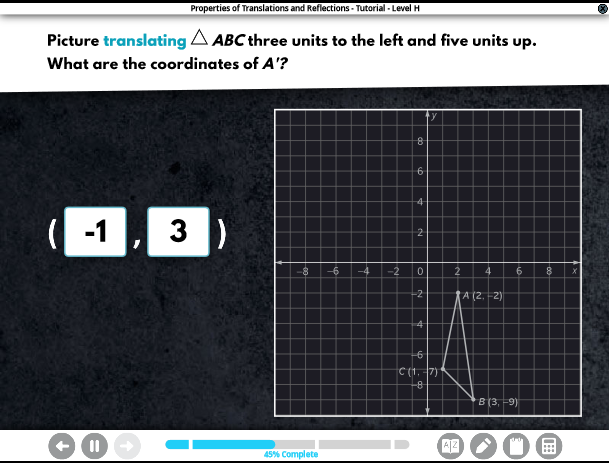 Properties of Translations and Reflections - Tutorial - Level H
Picture translating △ ABC three units to the left and five units up.
What are the coordinates of A'?
( -1 , 3 )
y
8
6
4
2
−8 −6 −4 −2 0 2 4 6 8 x
−2
A (2, −2)
−4
−6
C (1, −7)
−8
B (3, −9)
A Z
45% Complete